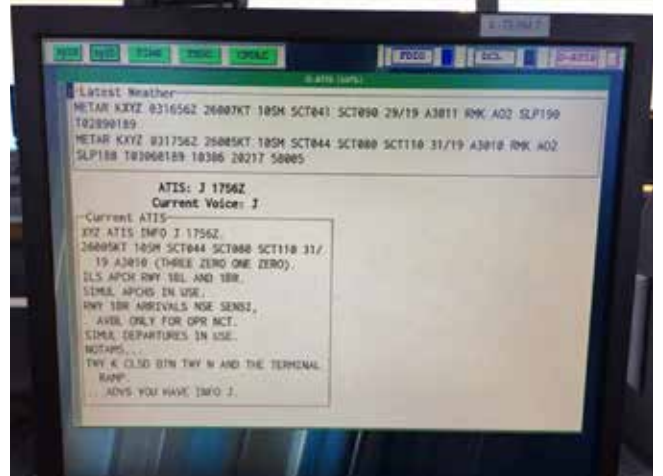 FDIO
DCL
D-ATIS
Latest Weather
METAR KXYZ 031656Z 26007KT 10SM SCT041 SCT090 29/19 A3011 RMK AO2 SLP190
T02890189
METAR KXYZ 031756Z 26005KT 10SM SCT044 SCT080 SCT110 31/19 A3010 RMK AO2
SLP188 T03060189 10306 20217 58005
ATIS: J 1756Z
Current Voice: J
Current ATIS
XYZ ATIS INFO J 1756Z.
26005KT 10SM SCT044 SCT080 SCT110 31/
19 A3010 (THREE ZERO ONE ZERO).
ILS APCH RWY 18L AND 18R.
SIMUL APCHS IN USE.
RWY 18R ARRIVALS NSE SENSI,
AVBL ONLY FOR OPR NCT.
SIMUL DEPARTURES IN USE.
NOTAMS...
TWY K CLSD BTN TWY N AND THE TERMINAL
RAMP.
...ADVS YOU HAVE INFO J.